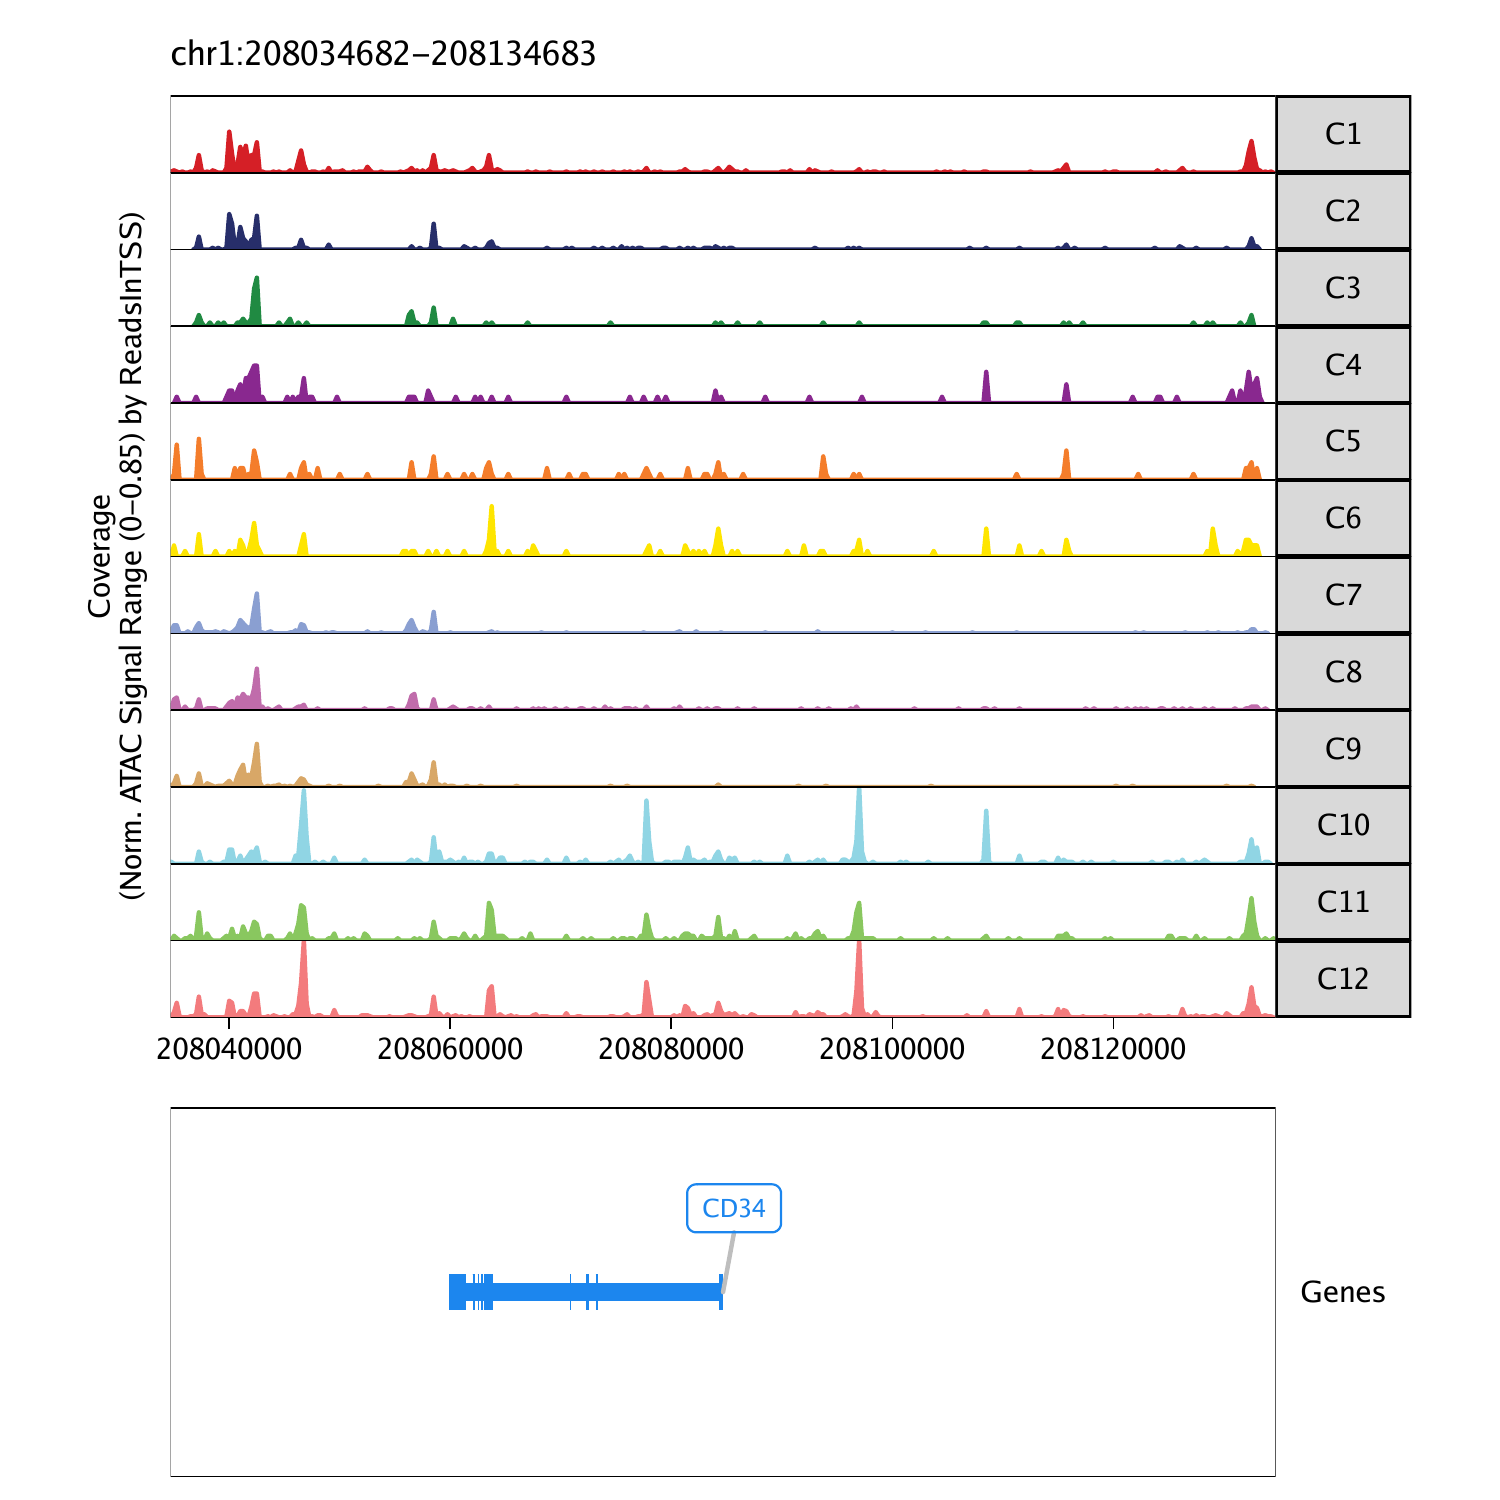 chr1:208034682−208134683
Coverage
(Norm. ATAC Signal Range (0−0.85) by ReadsInTSS)
C1
C2
C3
C4
C5
C6
C7
C8
C9
C10
C11
C12
208040000 208060000 208080000 208100000 208120000
CD34
Genes